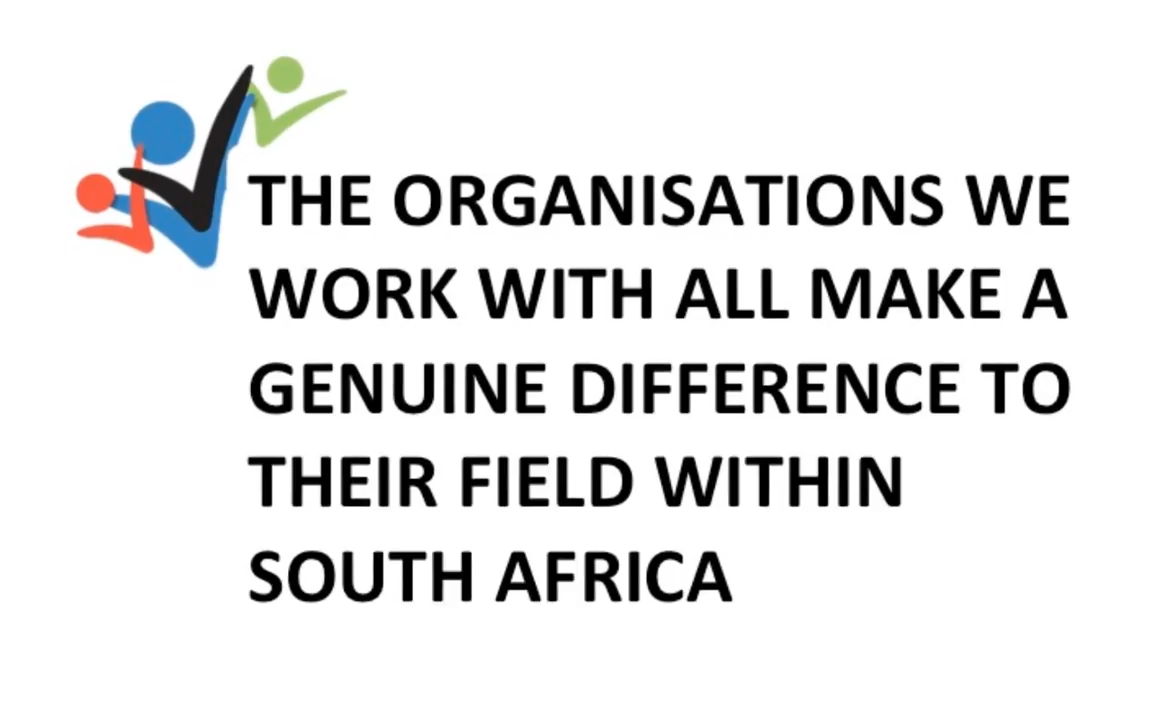 THE ORGANISATIONS WE
WORK WITH ALL MAKE A
GENUINE DIFFERENCE TO
THEIR FIELD WITHIN
SOUTH AFRICA